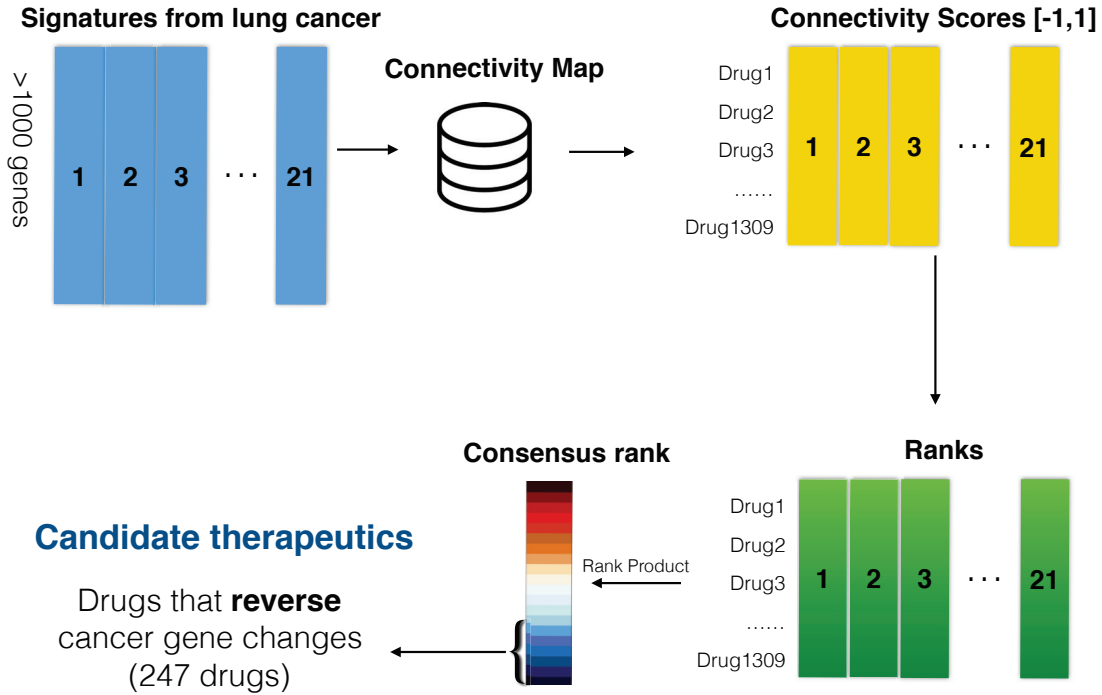 Signatures from lung cancer
>1000 genes
1 2 3 · · · 21
Connectivity Map
Connectivity Scores [-1,1]
Drug1
Drug2
Drug3
......
Drug1309
1 2 3 · · · 21
Ranks
Drug1
Drug2
Drug3
......
Drug1309
1 2 3 · · · 21
Rank Product
Consensus rank
Candidate therapeutics
Drugs that reverse
cancer gene changes
(247 drugs)